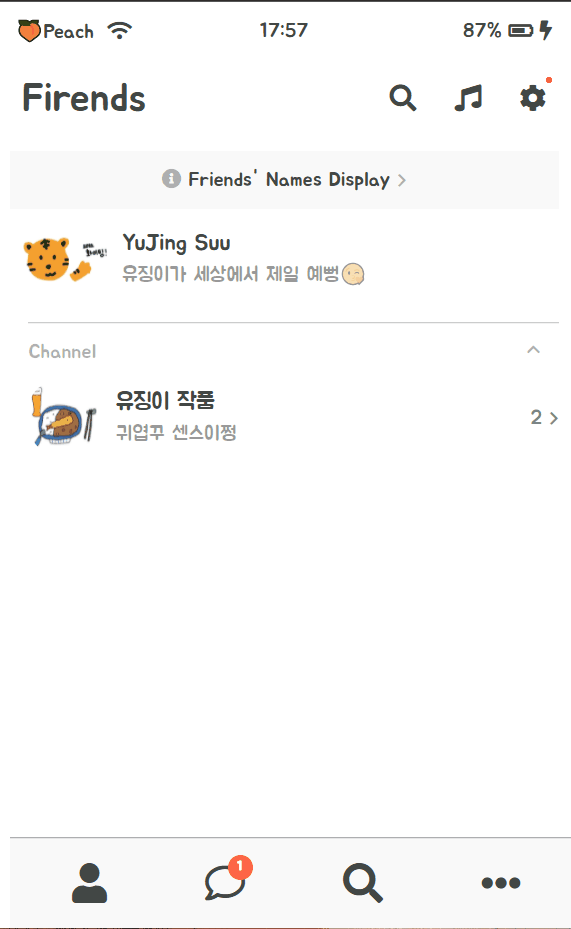 Peach
17:57
87%
Firends
Friends' Names Display
YuJing Suu
유징이가 세상에서 제일 예뻥
Channel
유징이 작품
귀엽꾸 센스이쩡
2
1